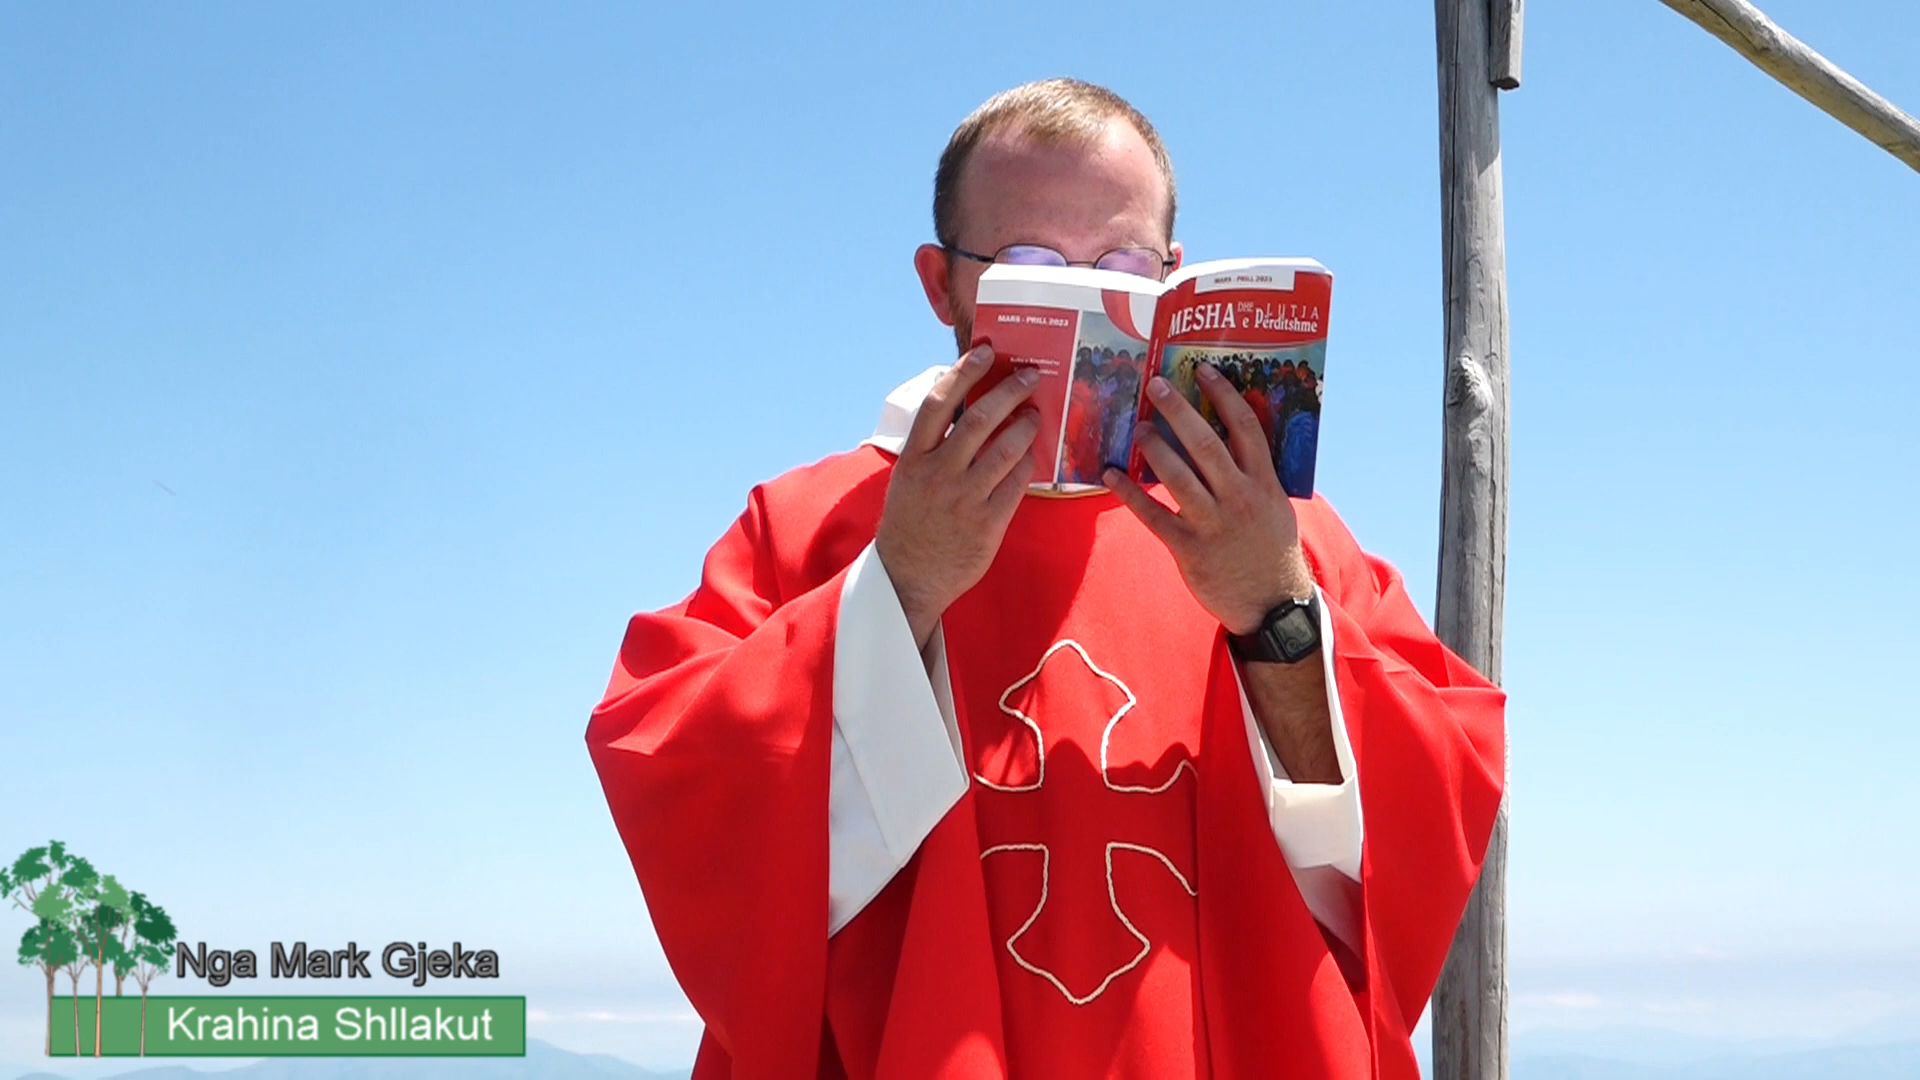 MARS - PRILL 2023
MARS - PRILL 2023
MESHA DHE LUTJA
e Përditshme
Nga Mark Gjeka
Krahina Shllakut